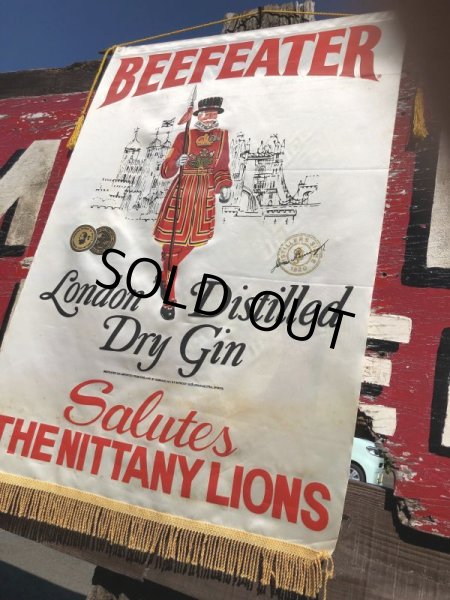 BEEFEATER
London Distilled
Dry Gin
SOLD OUT
Salutes
THE NITTANY LIONS